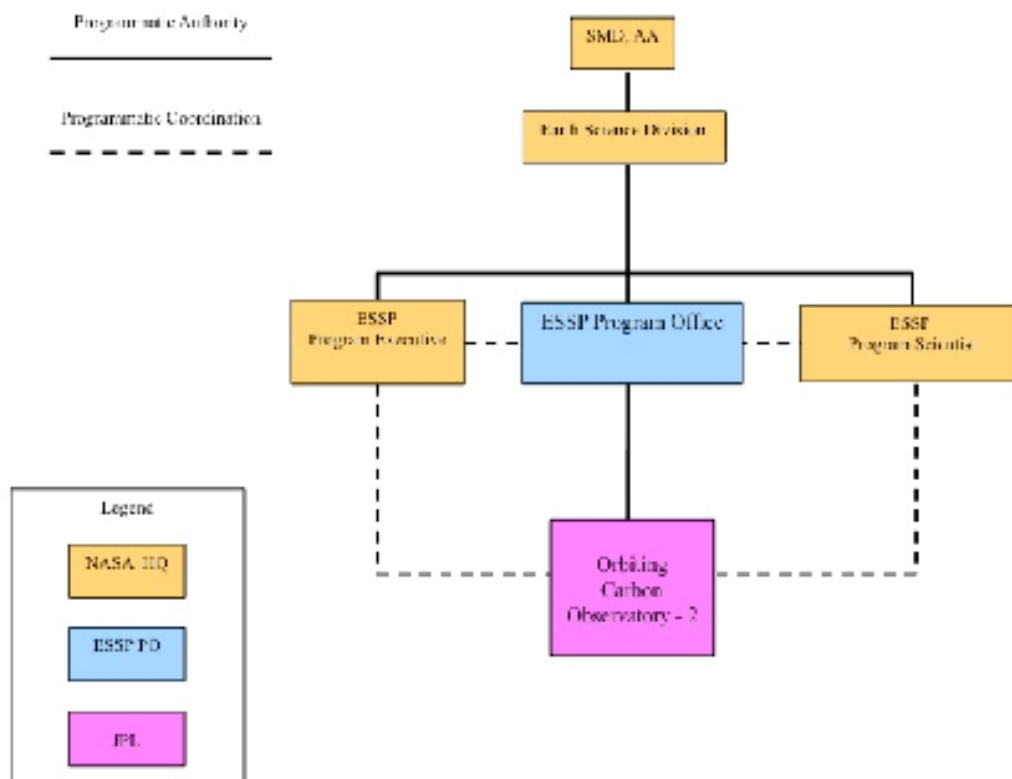 Programmatic Authority
SMD, AA
Programmatic Coordination
Earth Science Division
ESSP
Program Executive
ESSP Program Office
ESSP
Program Scientist
Legend
NASA HQ
ESSP PO
JPL
Orbiting
Carbon
Observatory – 2